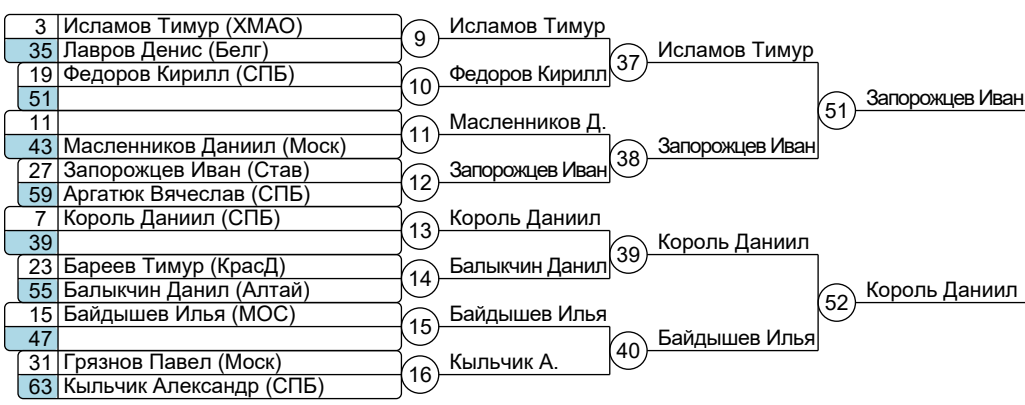 3 Исламов Тимур (ХМАО)
35 Лавров Денис (Белг)
19 Федоров Кирилл (СПБ)
51
11
43 Масленников Даниил (Моск)
27 Запорожцев Иван (Став)
59 Аргатюк Вячеслав (СПБ)
7 Король Даниил (СПБ)
39
23 Бареев Тимур (КрасД)
55 Балыкчин Данил (Алтай)
15 Байдышев Илья (МОС)
47
31 Грязнов Павел (Моск)
63 Кыльчик Александр (СПБ)
9 Исламов Тимур
10 Федоров Кирилл
11 Масленников Д.
12 Запорожцев Иван
13 Король Даниил
14 Балыкчин Данил
15 Байдышев Илья
16 Кыльчик А.
37 Исламов Тимур
38 Запорожцев Иван
39 Король Даниил
40 Байдышев Илья
51 Запорожцев Иван
52 Король Даниил